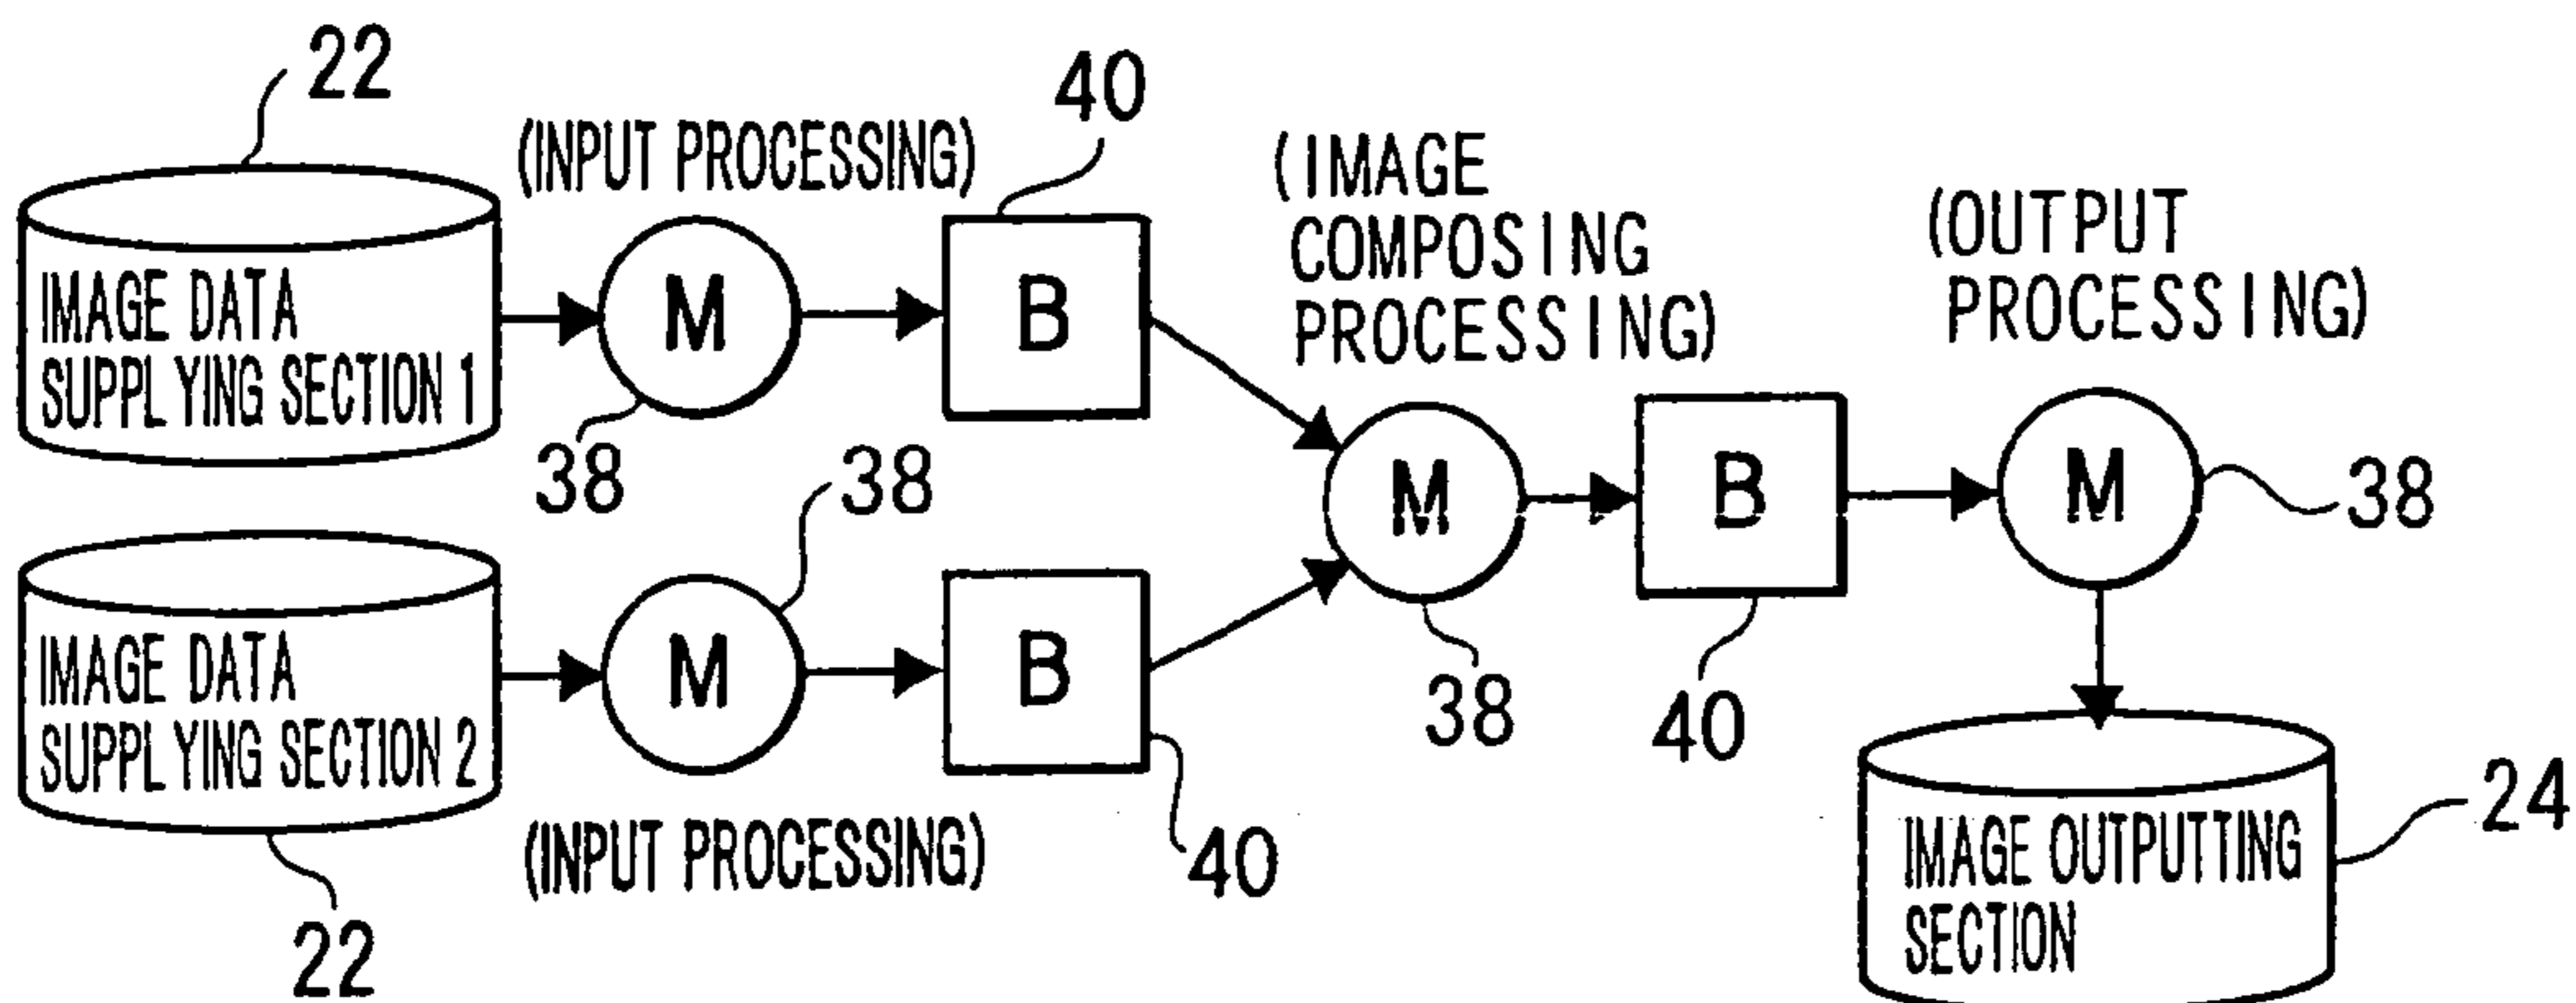 22
(INPUT PROCESSING)
40
(IMAGE
COMPOSING
PROCESSING)
(OUTPUT
PROCESSING)
IMAGE DATA
SUPPLYING SECTION 1
M
B
38
38
M
B
M
38
IMAGE DATA
SUPPLYING SECTION 2
M
B
38
40
(INPUT PROCESSING)
40
22
IMAGE OUTPUTTING
SECTION
24